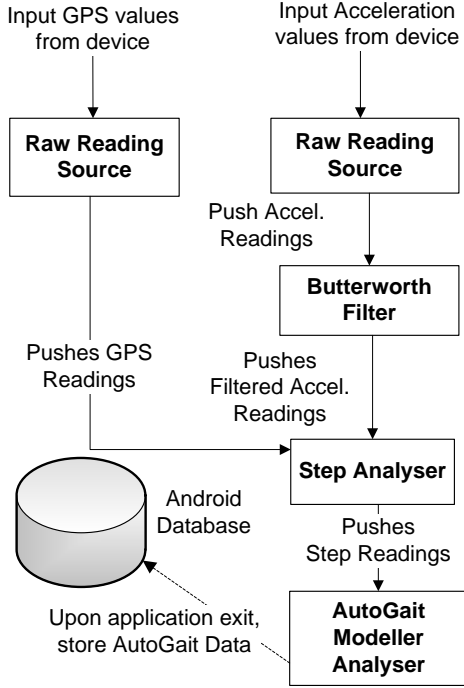 Input GPS values
from device
Input Acceleration
values from device
Raw Reading
Source
Raw Reading
Source
Push Accel.
Readings
Butterworth
Filter
Pushes GPS
Readings
Pushes
Filtered Accel.
Readings
Step Analyser
Android
Database
Pushes
Step Readings
Upon application exit,
store AutoGait Data
AutoGait
Modeller
Analyser